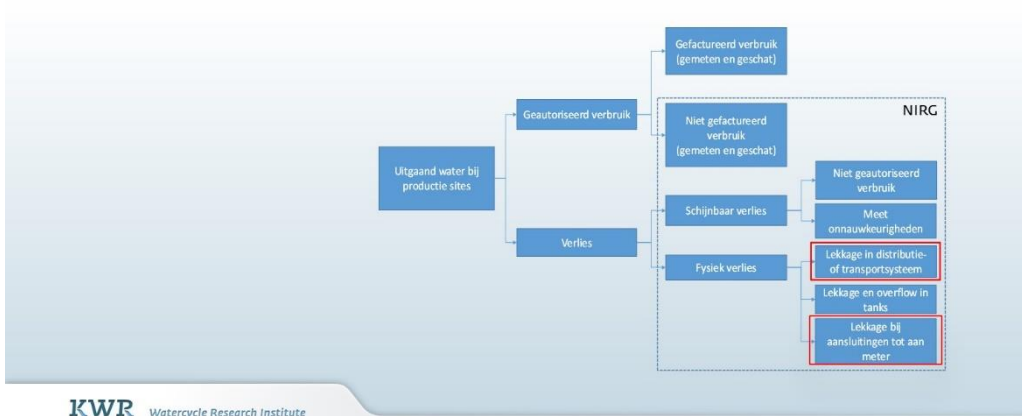 Gefactureerd verbruik
(gemeten en geschat)
NIRG
Geautoriseerd verbruik
Niet gefactureerd
verbruik
(gemeten en geschat)
Uitgaand water bij
productie sites
Niet geautoriseerd
verbruik
Schijnbaar verlies
Meet
onnauwkeurigheden
Verlies
Lekkage in distributie-
of transportsysteem
Fysiek verlies
Lekkage en overflow in
tanks
Lekkage bij
aansluitingen tot aan
meter
KWR Watercycle Research Institute